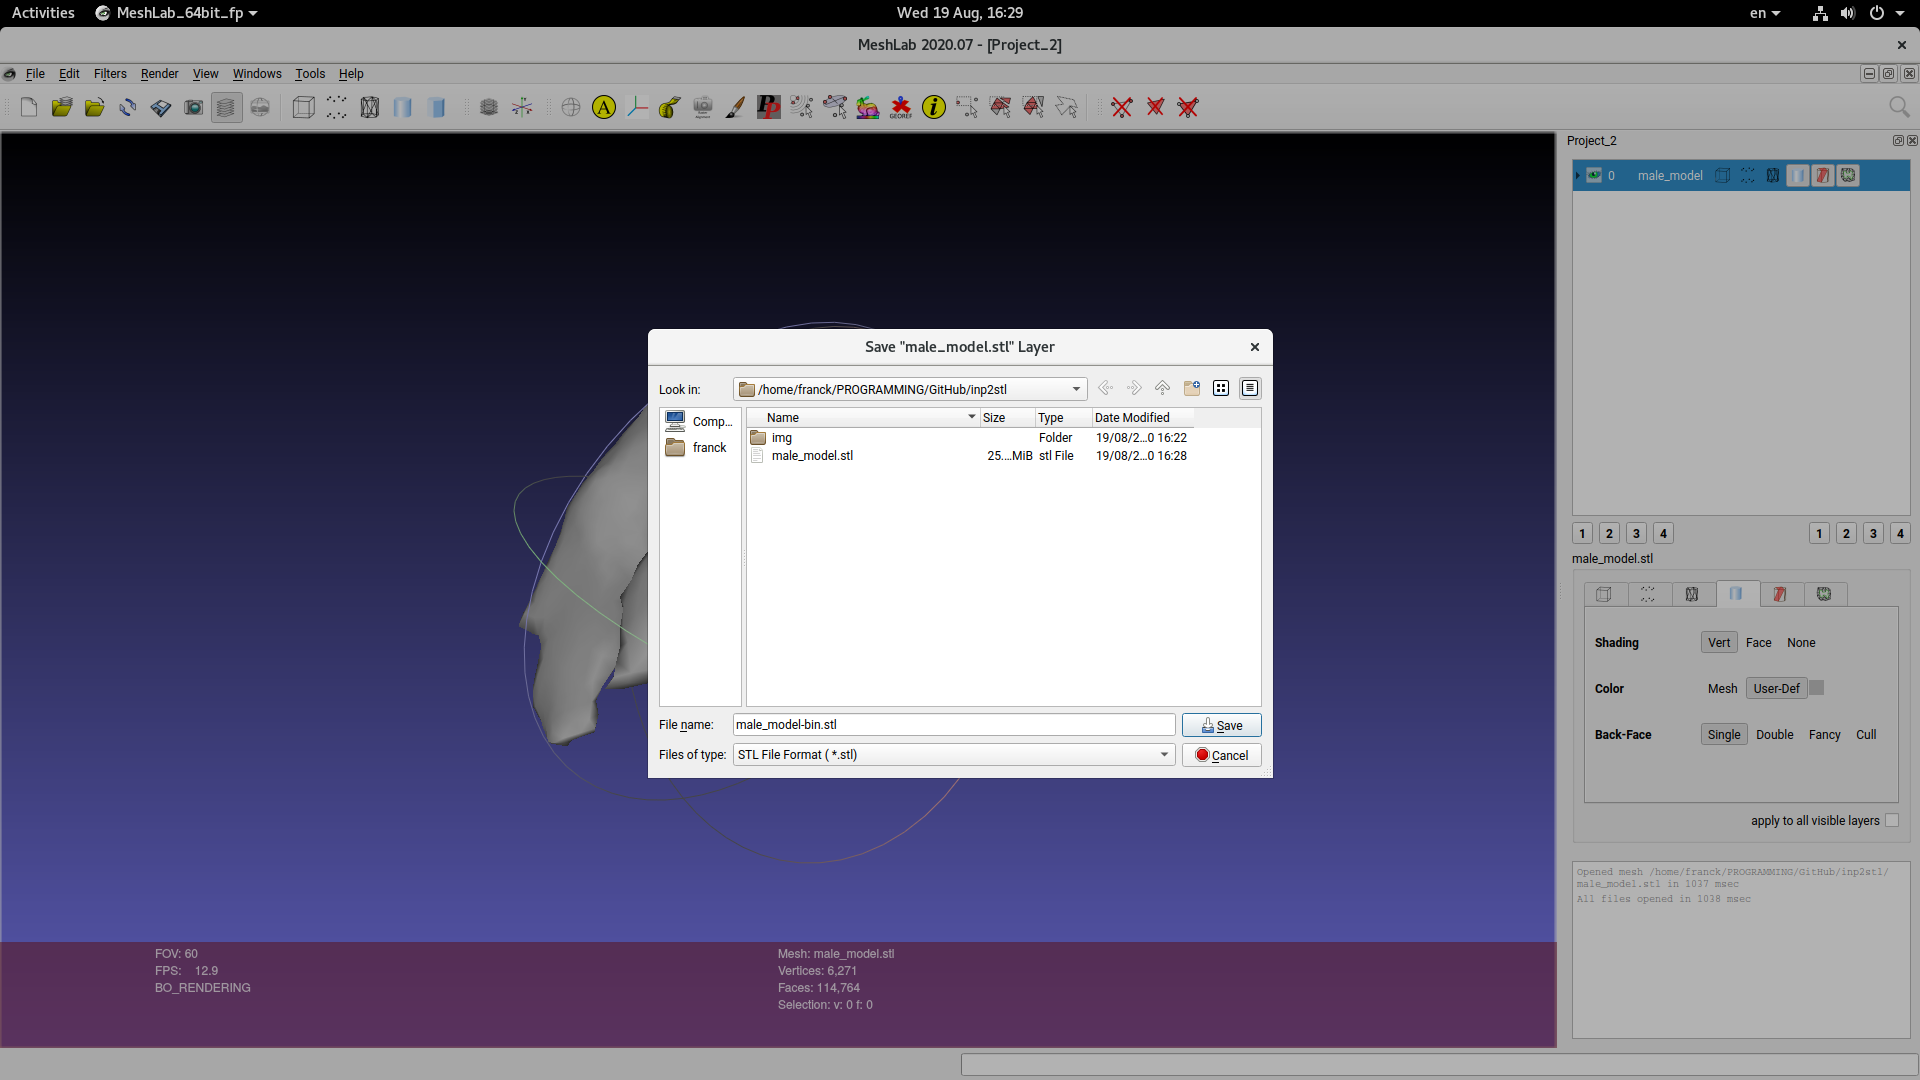 Activities MeshLab_64bit_fp Wed 19 Aug, 16:29 en
MeshLab 2020.07 - [Project_2]
File Edit Filters Render View Windows Tools Help
A Pp GEOREF i
Project_2
0 male_model
Save "male_model.stl" Layer
Look in: /home/franck/PROGRAMMING/GitHub/inp2stl
Comp...
franck
Name Size Type Date Modified
img Folder 19/08/2...0 16:22
male_model.stl 25....MiB stl File 19/08/2...0 16:28
File name: male_model-bin.stl Save
Files of type: STL File Format ( *.stl) Cancel
1 2 3 4 1 2 3 4
male_model.stl
Shading Vert Face None
Color Mesh User-Def
Back-Face Single Double Fancy Cull
apply to all visible layers
Opened mesh /home/franck/PROGRAMMING/GitHub/inp2stl/
male_model.stl in 1037 msec
All files opened in 1038 msec
FOV: 60
FPS: 12.9
BO_RENDERING
Mesh: male_model.stl
Vertices: 6,271
Faces: 114,764
Selection: v: 0 f: 0